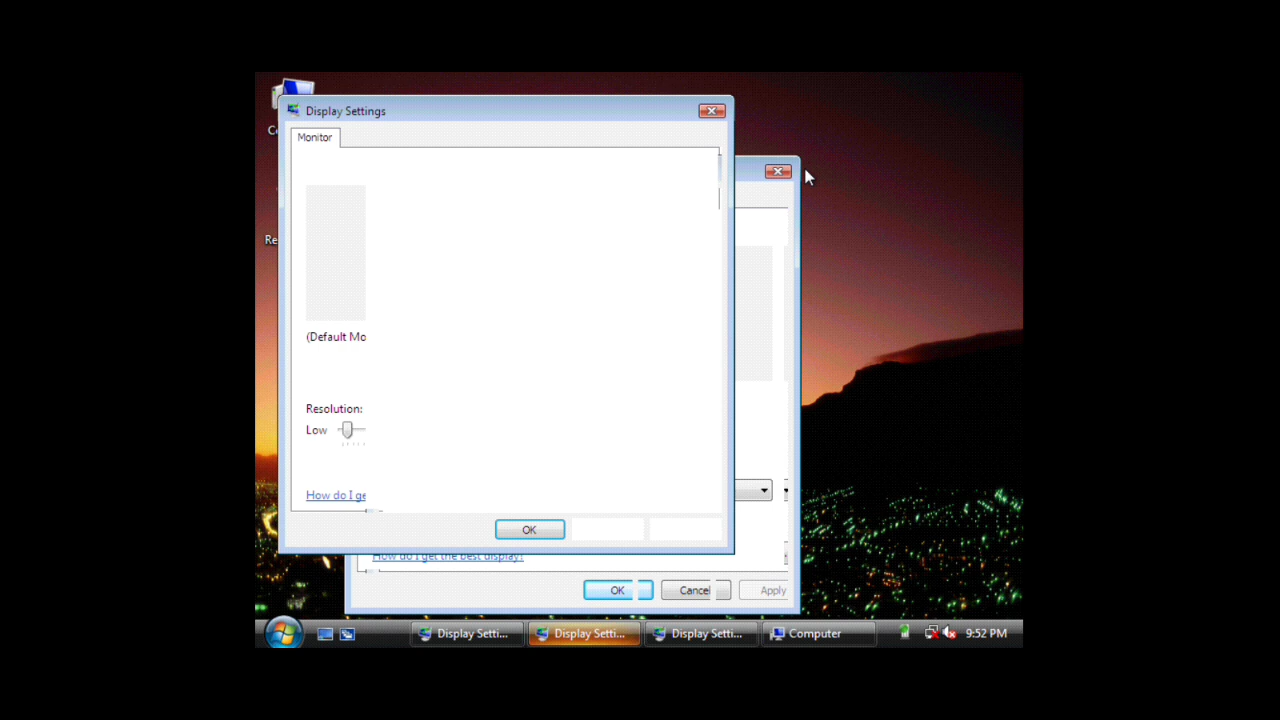 C
Display Settings
Monitor
Re
(Default Mo
Resolution:
Low
How do I ge
OK
How do I get the best display?
OK
Cancel
Apply
Display Setti...
Display Setti...
Display Setti...
Computer
9:52 PM